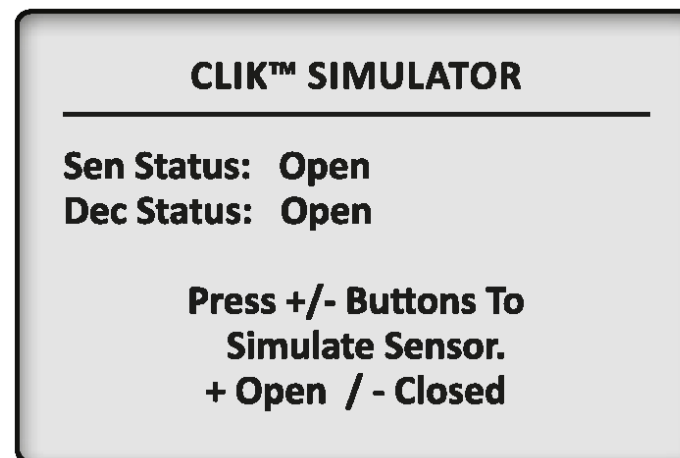 CLIK™ SIMULATOR
Sen Status: Open
Dec Status: Open
Press +/- Buttons To
Simulate Sensor.
+ Open / - Closed